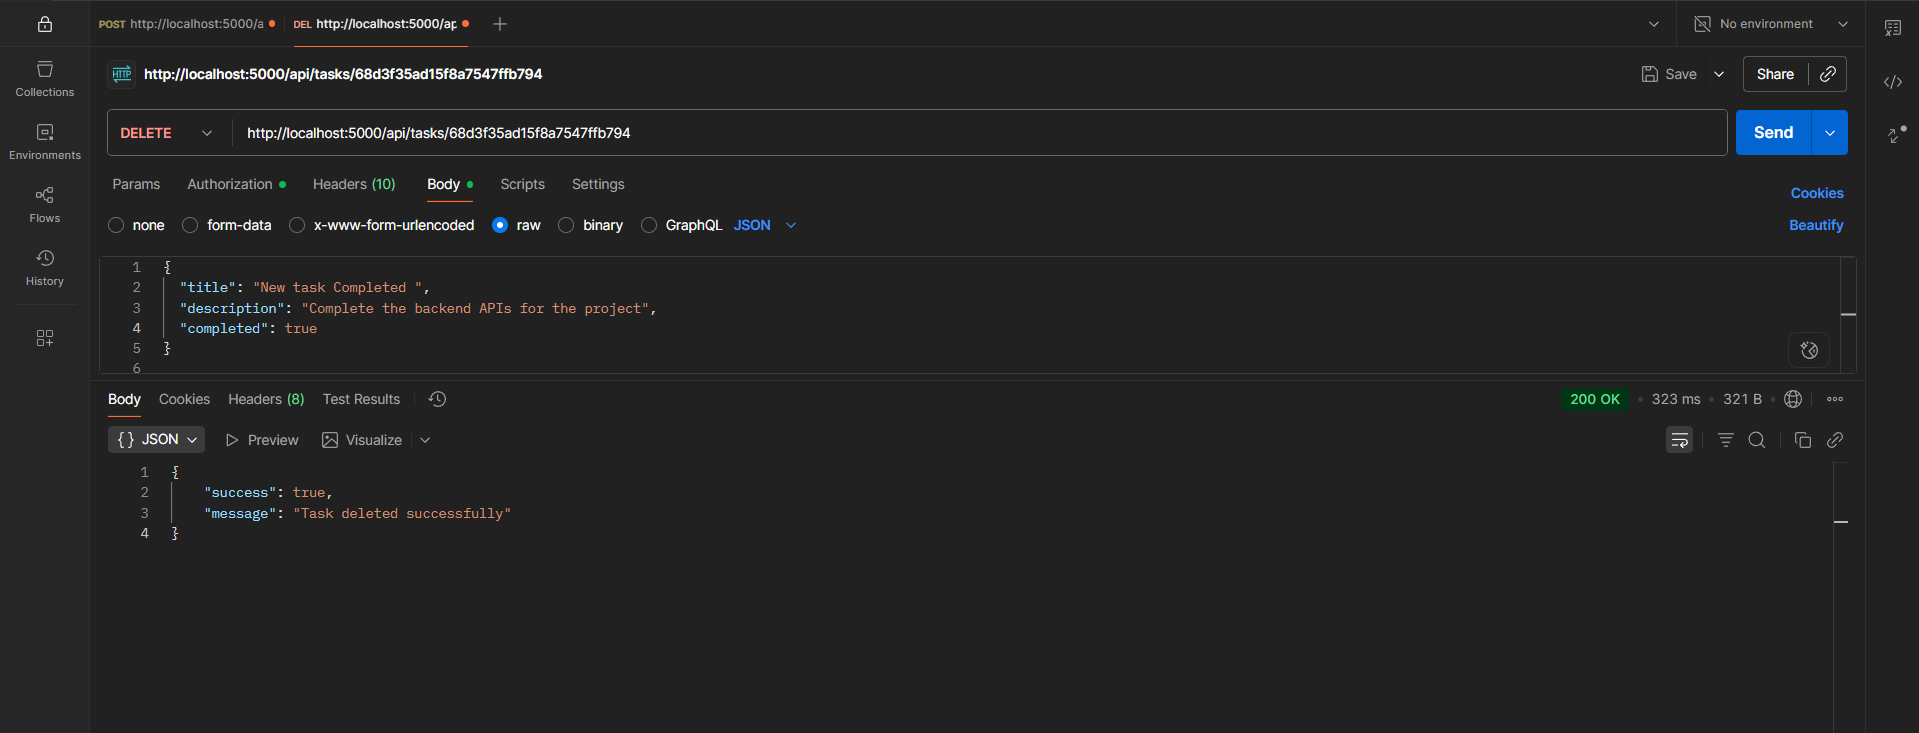 POST http://localhost:5000/a
DEL http://localhost:5000/ap
No environment
Collections
Environments
Flows
History
HTTP http://localhost:5000/api/tasks/68d3f35ad15f8a7547ffb794
Save
Share
DELETE http://localhost:5000/api/tasks/68d3f35ad15f8a7547ffb794
Send
Params Authorization Headers (10) Body Scripts Settings
Cookies
none form-data x-www-form-urlencoded raw binary GraphQL JSON
Beautify
1 {
2 "title": "New task Completed ",
3 "description": "Complete the backend APIs for the project",
4 "completed": true
5 }
6
Body Cookies Headers (8) Test Results
200 OK 323 ms 321 B
{} JSON Preview Visualize
1 {
2 "success": true,
3 "message": "Task deleted successfully"
4 }